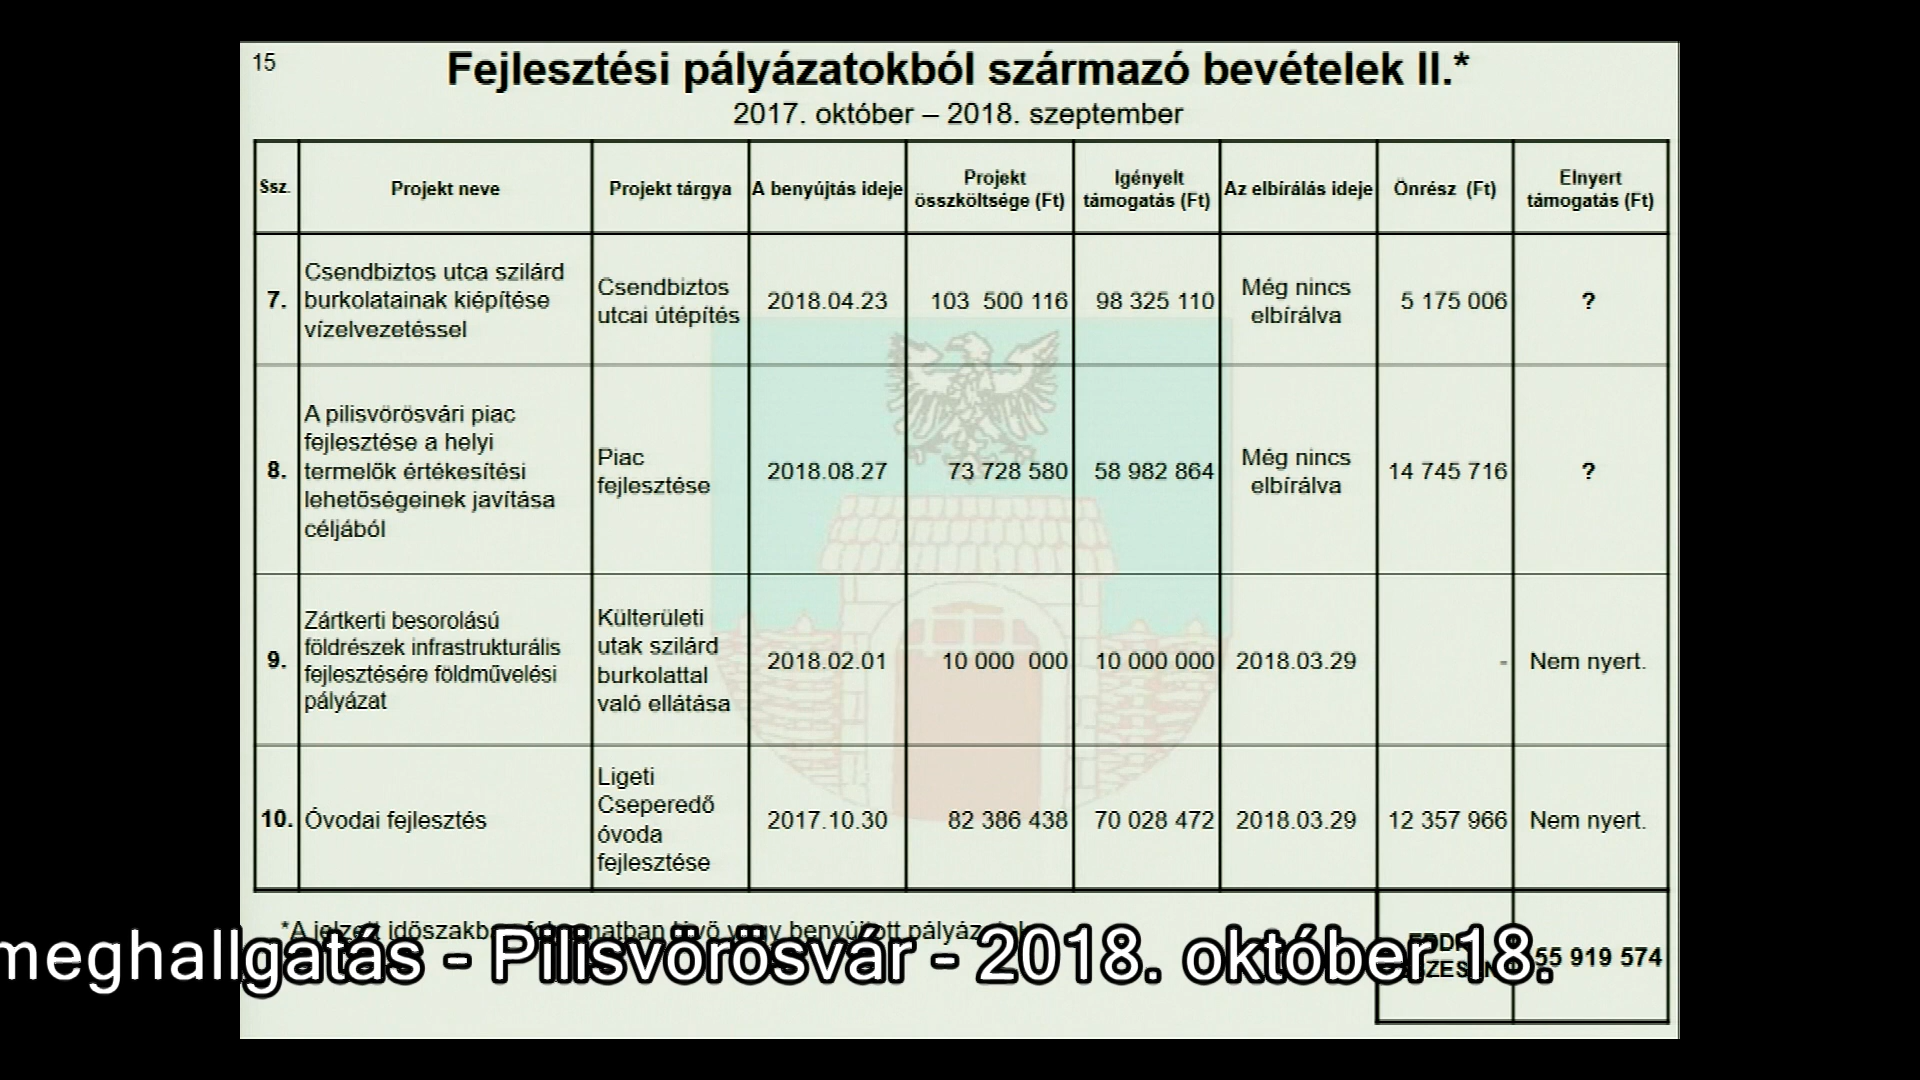 15
Fejlesztési pályázatokból származó bevételek II.*
2017. október – 2018. szeptember
Ssz.
Projekt neve
Projekt tárgya
A benyújtás ideje
Projekt
összköltsége (Ft)
Igényelt
támogatás (Ft)
Az elbírálás ideje
Önrész (Ft)
Elnyert
támogatás (Ft)
7.
Csendbiztos utca szilárd
burkolatainak kiépítése
vízelvezetéssel
Csendbiztos
utcai útépítés
2018.04.23
103 500 116
98 325 110
Még nincs
elbírálva
5 175 006
?
8.
A pilisvörösvári piac
fejlesztése a helyi
termelők értékesítési
lehetőségeinek javítása
céljából
Piac
fejlesztése
2018.08.27
73 728 580
58 982 864
Még nincs
elbírálva
14 745 716
?
9.
Zártkerti besorolású
földrészek infrastrukturális
fejlesztésére földművelési
pályázat
Külterületi
utak szilárd
burkolattal
való ellátása
2018.02.01
10 000 000
10 000 000
2018.03.29
-
Nem nyert.
10.
Óvodai fejlesztés
Ligeti
Cseperedő
óvoda
fejlesztése
2017.10.30
82 386 438
70 028 472
2018.03.29
12 357 966
Nem nyert.
*A jelzett időszakban benyújtott
55 919 574
meghallgatás - Pilisvörösvár - 2018. október 18.